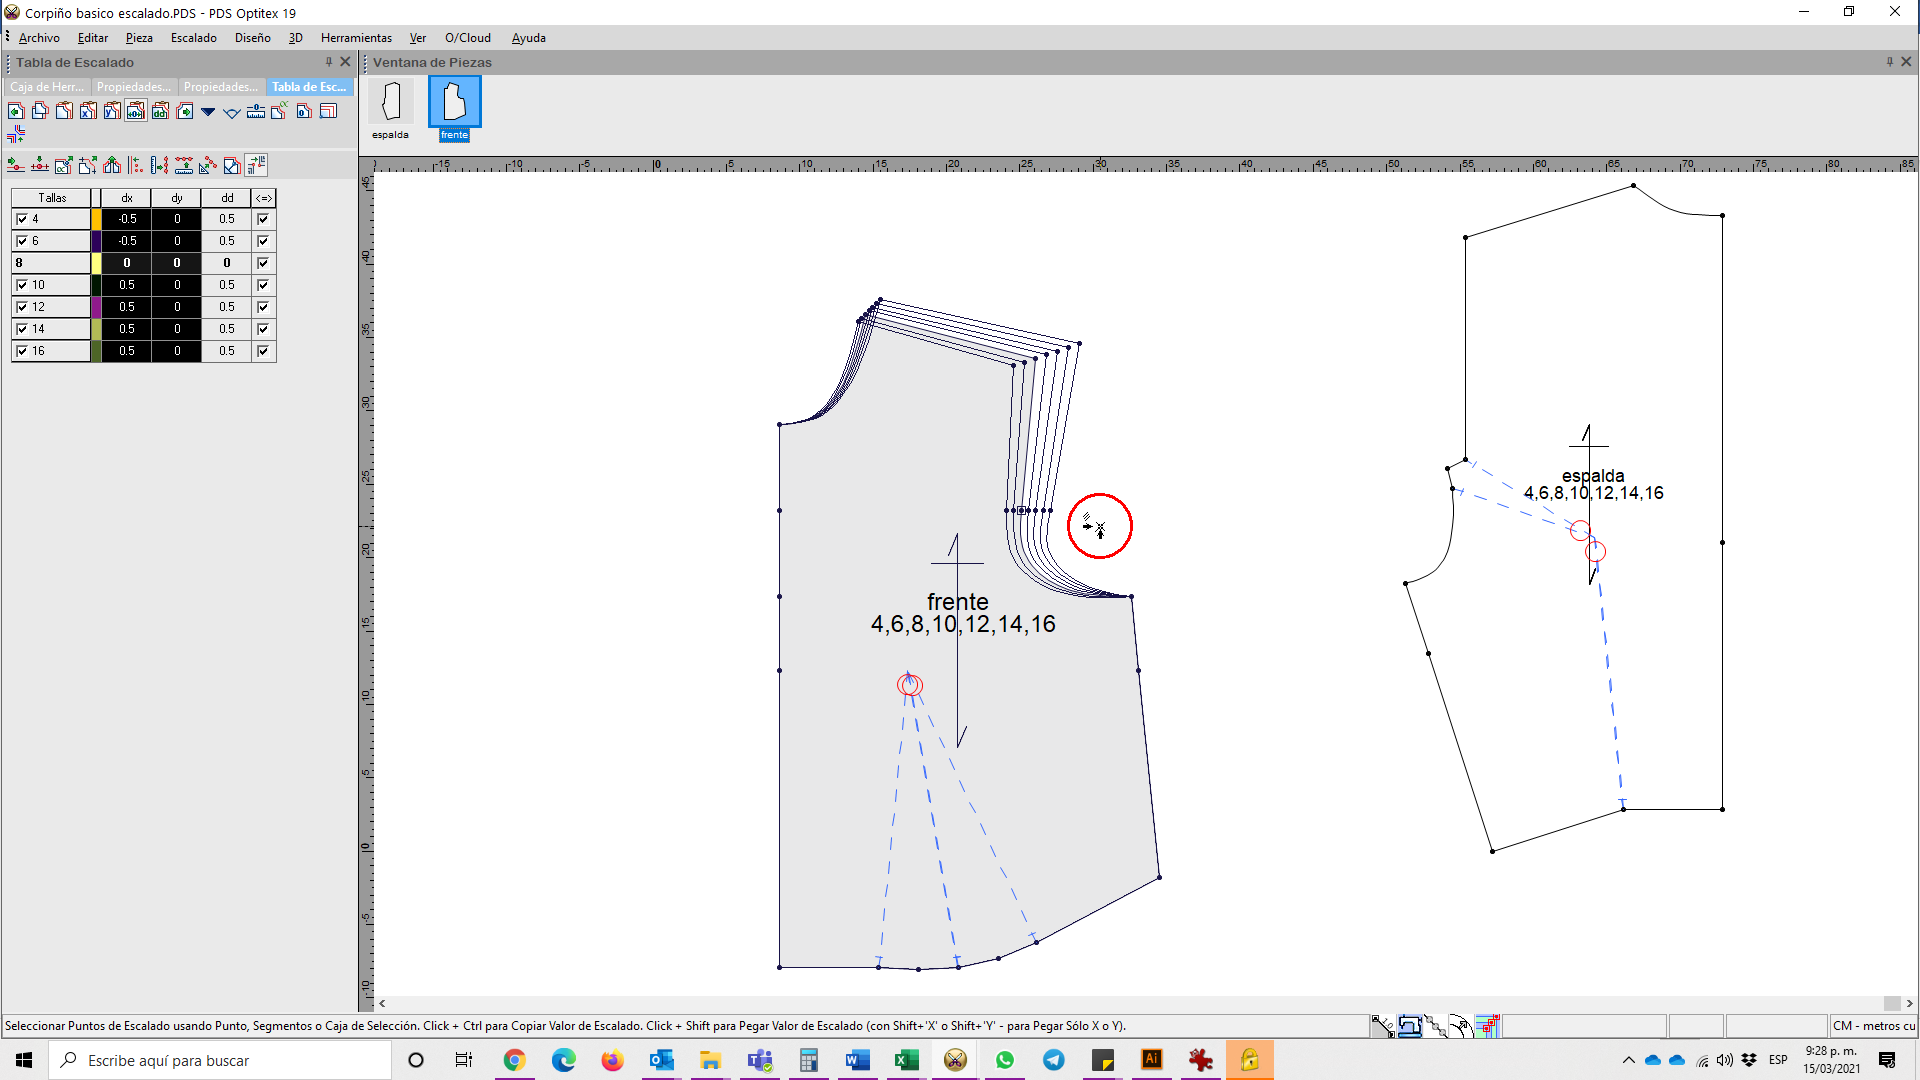 Corpiño basico escalado.PDS - PDS Optitex 19
Archivo Editar Pieza Escalado Diseño 3D Herramientas Ver O/Cloud Ayuda
Tabla de Escalado
Ventana de Piezas
Caja de Herr... Propiedades... Propiedades... Tabla de Esc...
espalda
frente
-15 -10 -5 0 5 10 15 20 25 30 35 40 45 50 55 60 65 70 75 80 85
45
40
35
30
25
20
15
10
5
0
-5
-10
Tallas dx dy dd <=>
4 -0.5 0 0.5
6 -0.5 0 0.5
8 0 0 0
10 0.5 0 0.5
12 0.5 0 0.5
14 0.5 0 0.5
16 0.5 0 0.5
espalda
4,6,8,10,12,14,16
frente
4,6,8,10,12,14,16
Seleccionar Puntos de Escalado usando Punto, Segmentos o Caja de Selección. Click + Ctrl para Copiar Valor de Escalado. Click + Shift para Pegar Valor de Escalado (con Shift+'X' o Shift+'Y' - para Pegar Sólo X o Y).
CM - metros cu
Escribe aquí para buscar
ESP
9:28 p. m.
15/03/2021